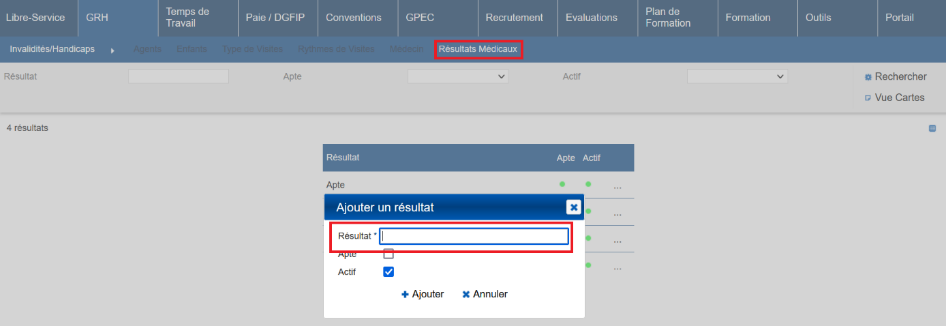 Libre-Service GRH Temps de Travail Paie / DGFIP Conventions GPEC Recrutement Evaluations Plan de Formation Formation Outils Portail
Invalidités/Handicaps Agents Enfants Type de Visites Rythmes de Visites Médecin Résultats Médicaux
Résultat Apte Actif Rechercher
Vue Cartes
4 résultats
Résultat Apte Actif
Apte ...
Ajouter un résultat
...
Résultat *
...
Apte
Actif
...
Ajouter Annuler